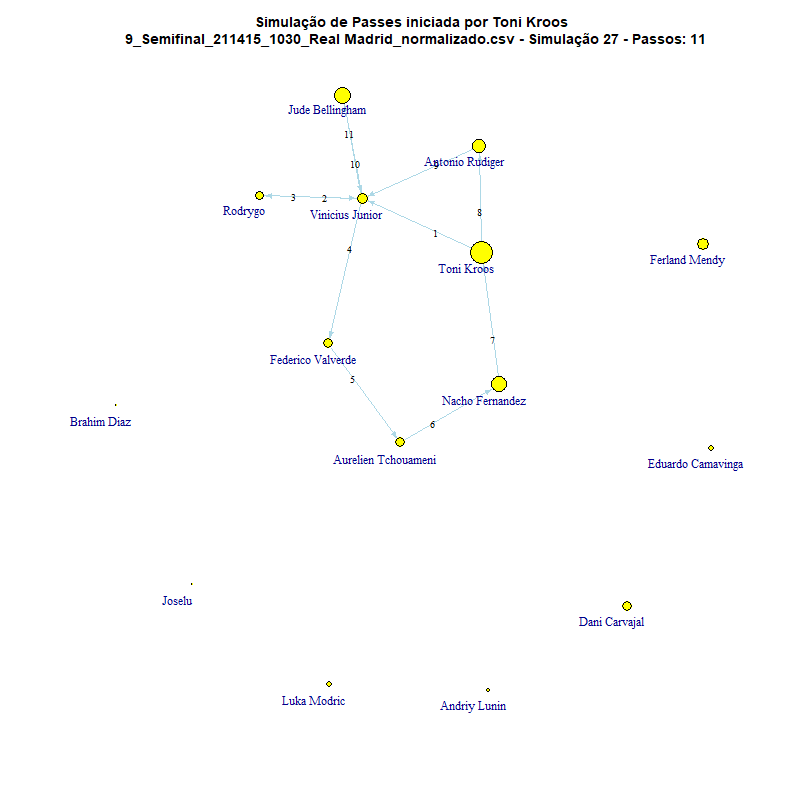 Simulação de Passes iniciada por Toni Kroos
9_Semifinal_211415_1030_Real Madrid_normalizado.csv - Simulação 27 - Passos: 11
Jude Bellingham
11
Antonio Rudiger
9
10
3
2
Rodrygo
Vinicius Junior
8
1
4
Toni Kroos
Ferland Mendy
7
Federico Valverde
5
Nacho Fernandez
Brahim Diaz
6
Aurelien Tchouameni
Eduardo Camavinga
Joselu
Dani Carvajal
Luka Modric
Andriy Lunin